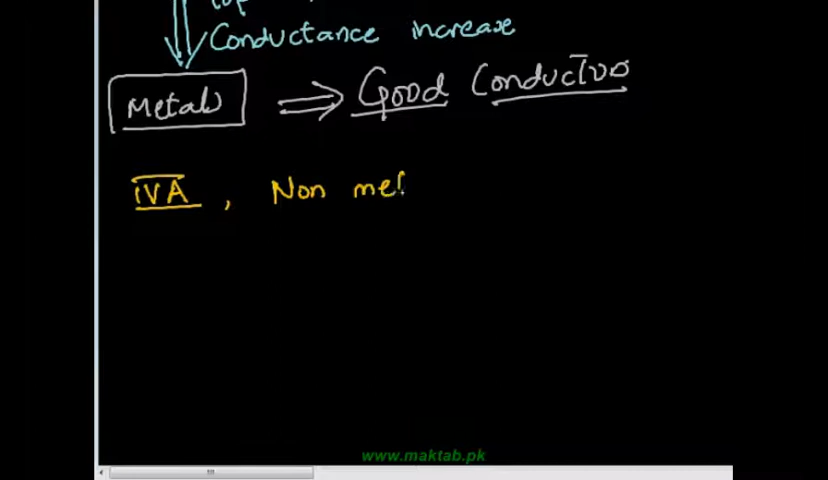 Conductance increase
Metals ⇒ Good Conductors
IVA , Non met
www.maktab.pk